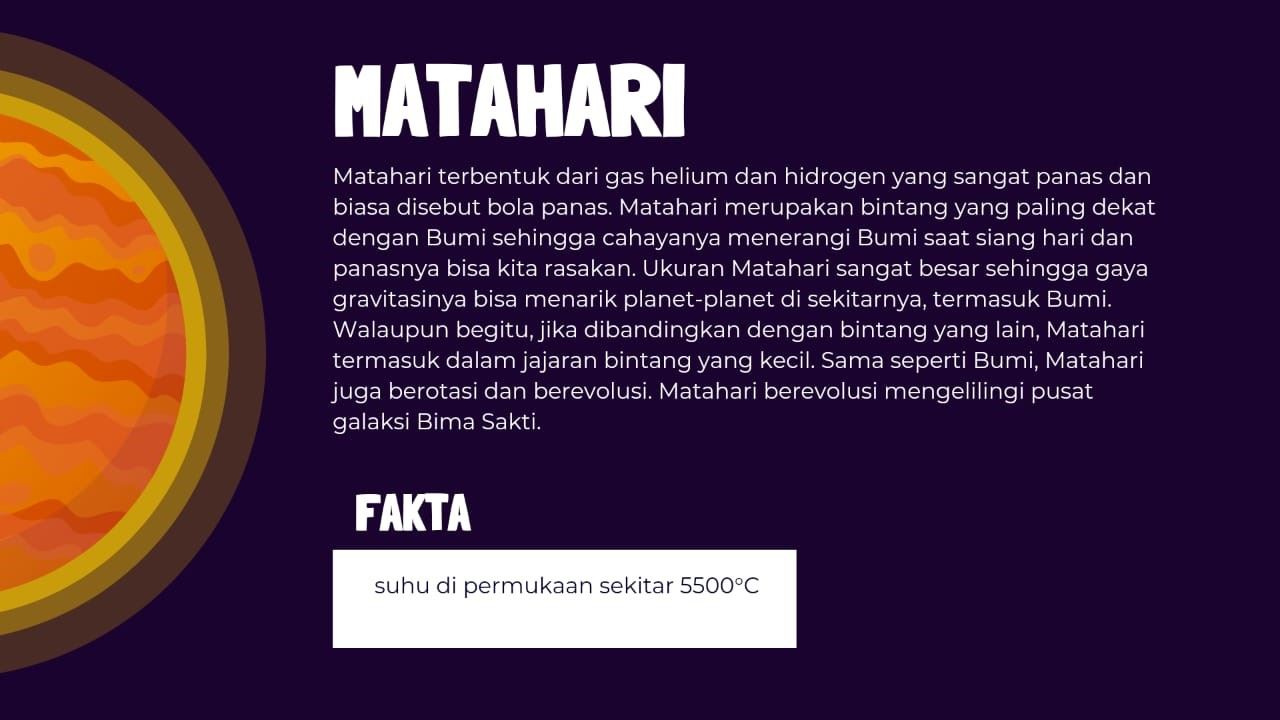 MATAHARI
Matahari terbentuk dari gas helium dan hidrogen yang sangat panas dan
biasa disebut bola panas. Matahari merupakan bintang yang paling dekat
dengan Bumi sehingga cahayanya menerangi Bumi saat siang hari dan
panasnya bisa kita rasakan. Ukuran Matahari sangat besar sehingga gaya
gravitasinya bisa menarik planet-planet di sekitarnya, termasuk Bumi.
Walaupun begitu, jika dibandingkan dengan bintang yang lain, Matahari
termasuk dalam jajaran bintang yang kecil. Sama seperti Bumi, Matahari
juga berotasi dan berevolusi. Matahari berevolusi mengelilingi pusat
galaksi Bima Sakti.
FAKTA
suhu di permukaan sekitar 5500°C